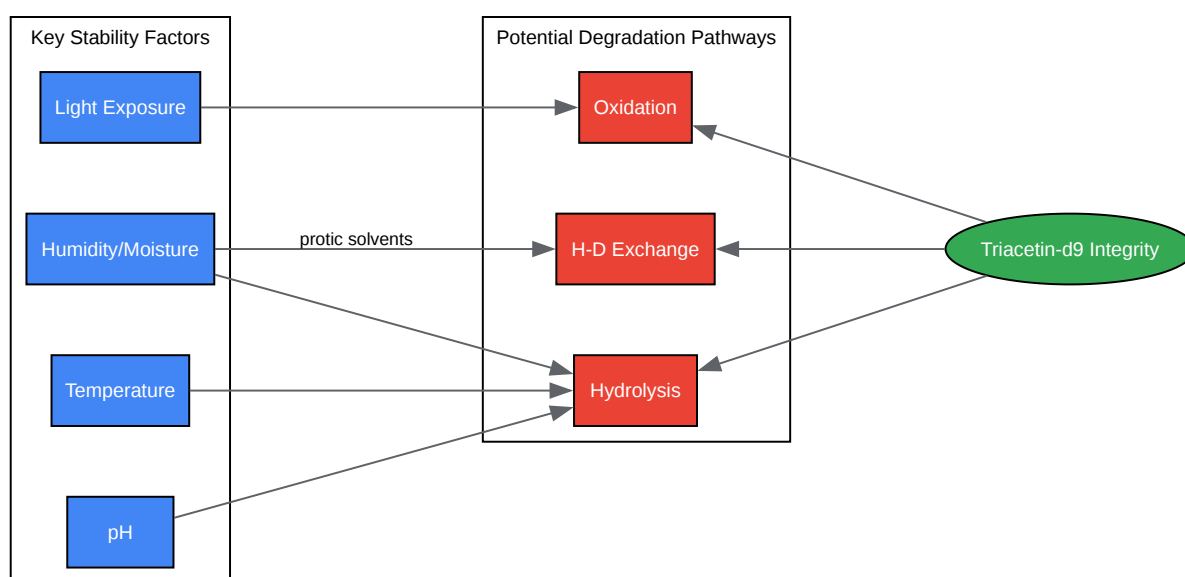 Key Stability Factors
Potential Degradation Pathways
Light Exposure
Oxidation
Humidity/Moisture
protic solvents
H-D Exchange
Triacetin-d9 Integrity
Temperature
Hydrolysis
pH